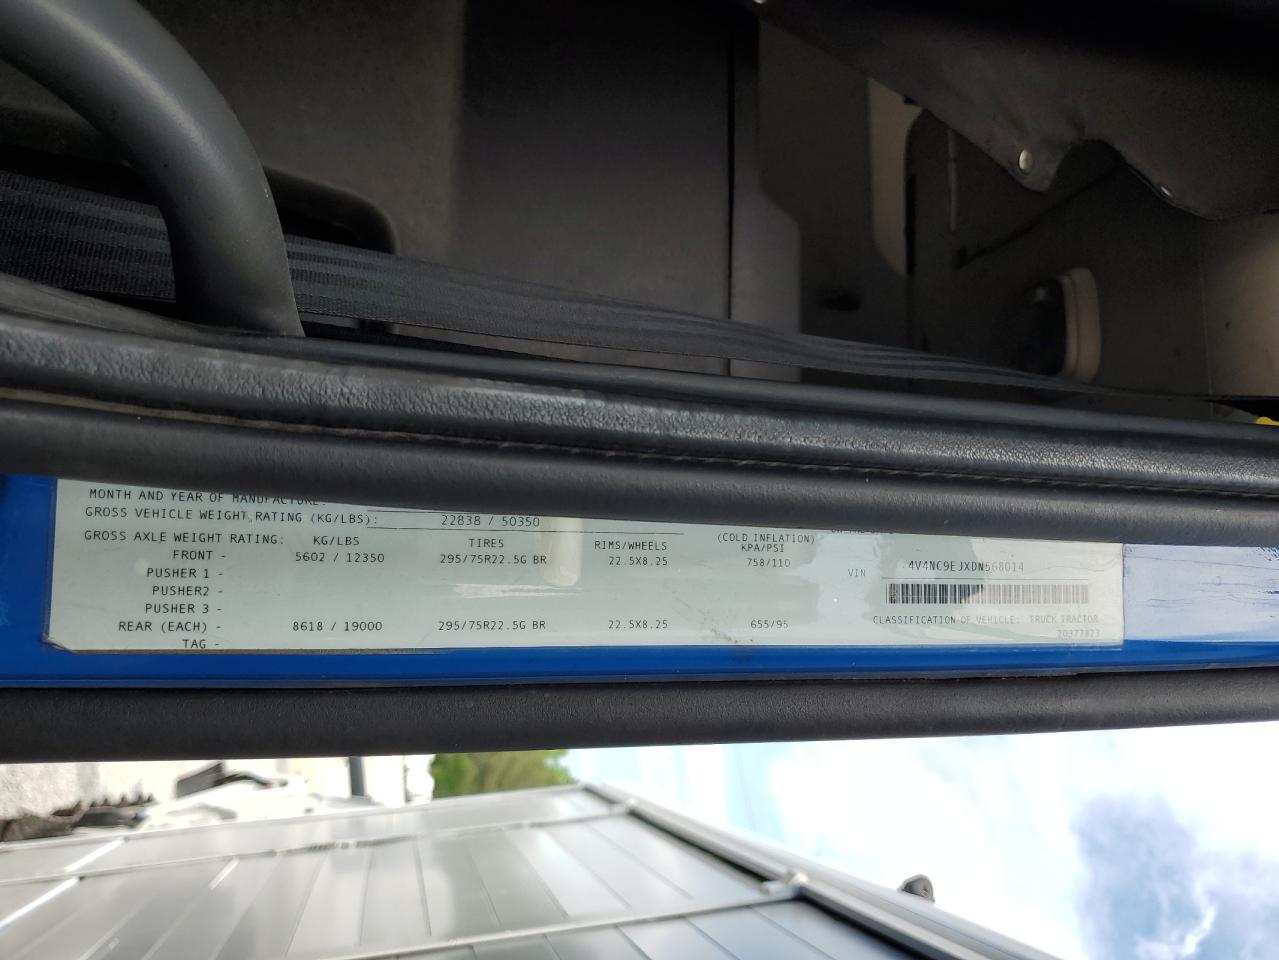 MONTH AND YEAR OF MANUFACTURE:
GROSS VEHICLE WEIGHT RATING (KG/LBS): 22838 / 50350
GROSS AXLE WEIGHT RATING: KG/LBS TIRES RIMS/WHEELS (COLD INFLATION) KPA/PSI
FRONT - 5602 / 12350 295/75R22.5G BR 22.5X8.25 758/110
PUSHER 1 -
PUSHER2 -
PUSHER 3 -
REAR (EACH) - 8618 / 19000 295/75R22.5G BR 22.5X8.25 655/95
TAG -
VIN 4V4NC9EJXDN568014
CLASSIFICATION OF VEHICLE: TRUCK TRACTOR
20377823